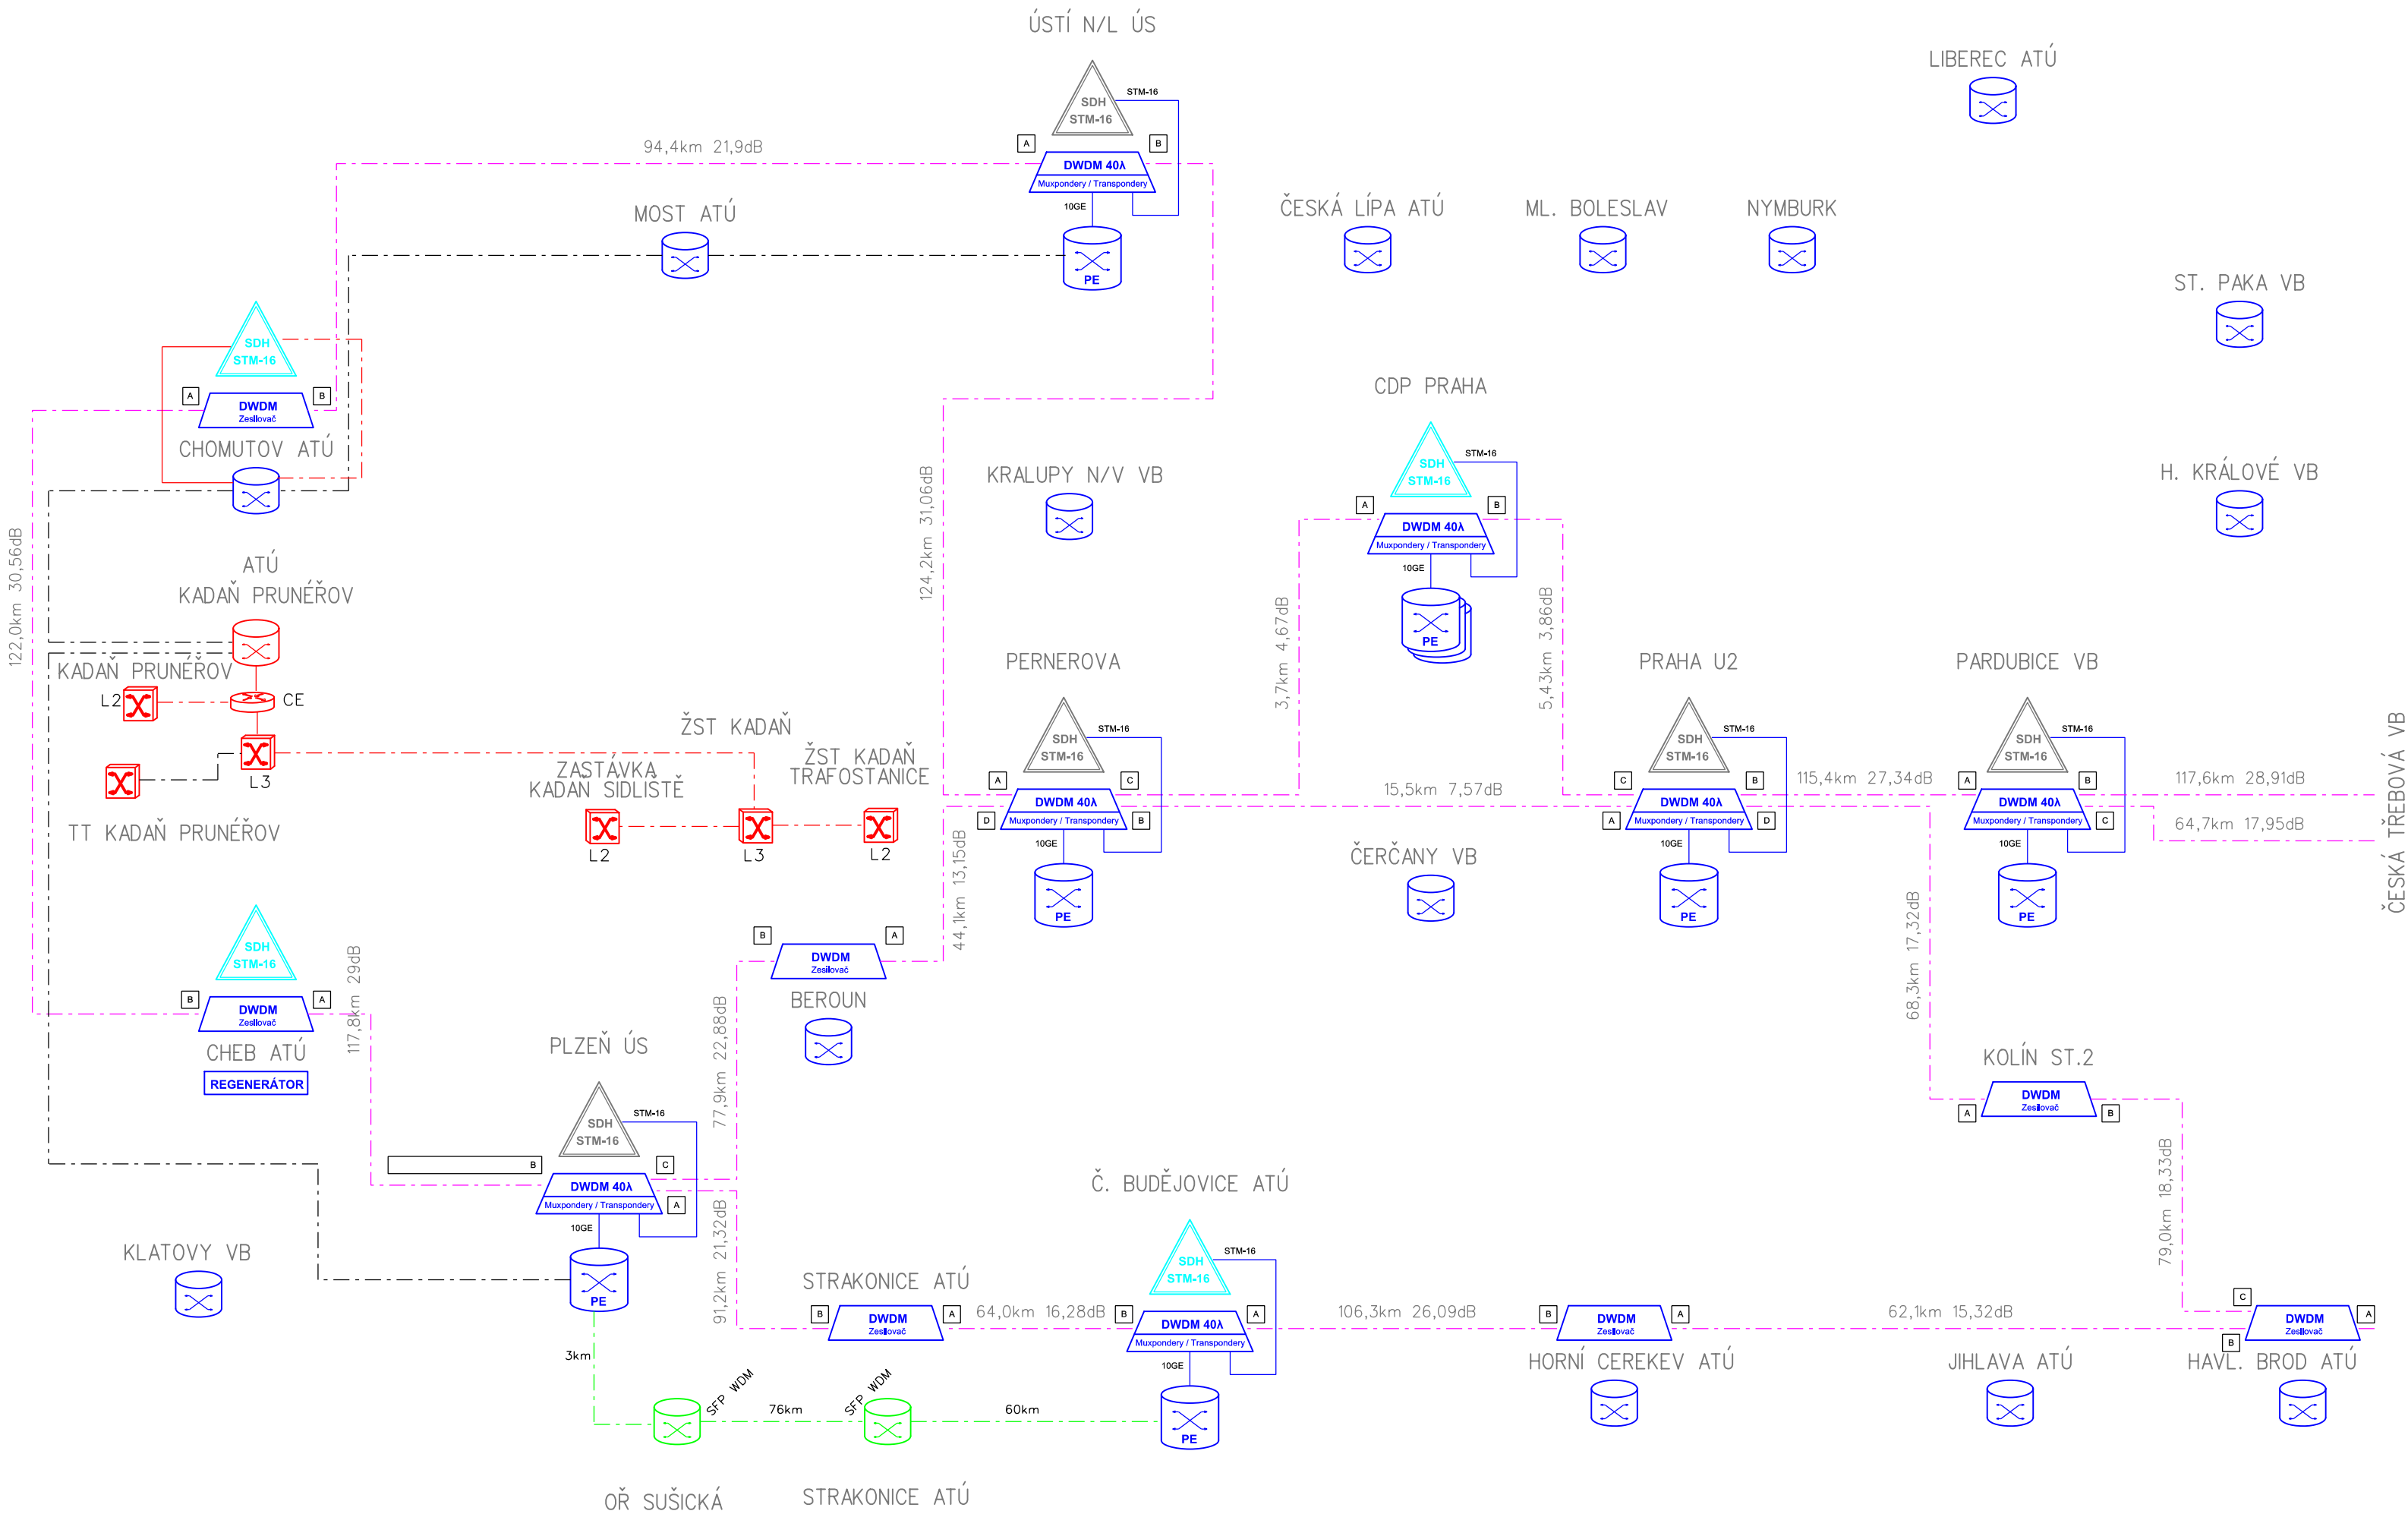 ÚSTÍ N/L ÚS
SDH
STM-16
STM-16
A
B
DWDM 40λ
Muxpondery / Transpondery
10GE
PE
LIBEREC ATÚ
94,4km 21,9dB
MOST ATÚ
ČESKÁ LÍPA ATÚ
ML. BOLESLAV
NYMBURK
ST. PAKA VB
SDH
STM-16
A
B
DWDM
Zesilovač
CHOMUTOV ATÚ
122,0km 30,56dB
CDP PRAHA
SDH
STM-16
STM-16
A
B
DWDM 40λ
Muxpondery / Transpondery
10GE
PE
KRALUPY N/V VB
H. KRÁLOVÉ VB
124,2km 31,06dB
3,7km 4,67dB
5,43km 3,86dB
ATÚ
KADAŇ PRUNÉŘOV
KADAŇ PRUNÉŘOV
L2
CE
L3
TT KADAŇ PRUNÉŘOV
ŽST KADAŇ
ZASTÁVKA
KADAŇ SÍDLIŠTĚ
ŽST KADAŇ
TRAFOSTANICE
L2
L3
L2
PERNEROVA
SDH
STM-16
STM-16
A
C
DWDM 40λ
Muxpondery / Transpondery
D
B
10GE
PE
15,5km 7,57dB
ČERČANY VB
PRAHA U2
SDH
STM-16
STM-16
C
B
DWDM 40λ
Muxpondery / Transpondery
A
D
10GE
PE
115,4km 27,34dB
PARDUBICE VB
SDH
STM-16
STM-16
A
B
DWDM 40λ
Muxpondery / Transpondery
C
10GE
PE
117,6km 28,91dB
64,7km 17,95dB
ČESKÁ TŘEBOVÁ VB
44,1km 13,15dB
68,3km 17,32dB
SDH
STM-16
B
A
DWDM
Zesilovač
CHEB ATÚ
REGENERÁTOR
117,8km 29dB
B
A
DWDM
Zesilovač
BEROUN
77,9km 22,88dB
PLZEŇ ÚS
SDH
STM-16
STM-16
B
C
DWDM 40λ
Muxpondery / Transpondery
A
10GE
PE
91,2km 21,32dB
KOLÍN ST.2
DWDM
Zesilovač
A
B
79,0km 18,33dB
KLATOVY VB
STRAKONICE ATÚ
B
A
DWDM
Zesilovač
64,0km 16,28dB
Č. BUDĚJOVICE ATÚ
SDH
STM-16
STM-16
B
A
DWDM 40λ
Muxpondery / Transpondery
10GE
PE
106,3km 26,09dB
B
A
DWDM
Zesilovač
HORNÍ CEREKEV ATÚ
62,1km 15,32dB
JIHLAVA ATÚ
C
A
DWDM
Zesilovač
B
HAVL. BROD ATÚ
3km
SFP WDM
76km
SFP WDM
60km
OŘ SUŠICKÁ
STRAKONICE ATÚ